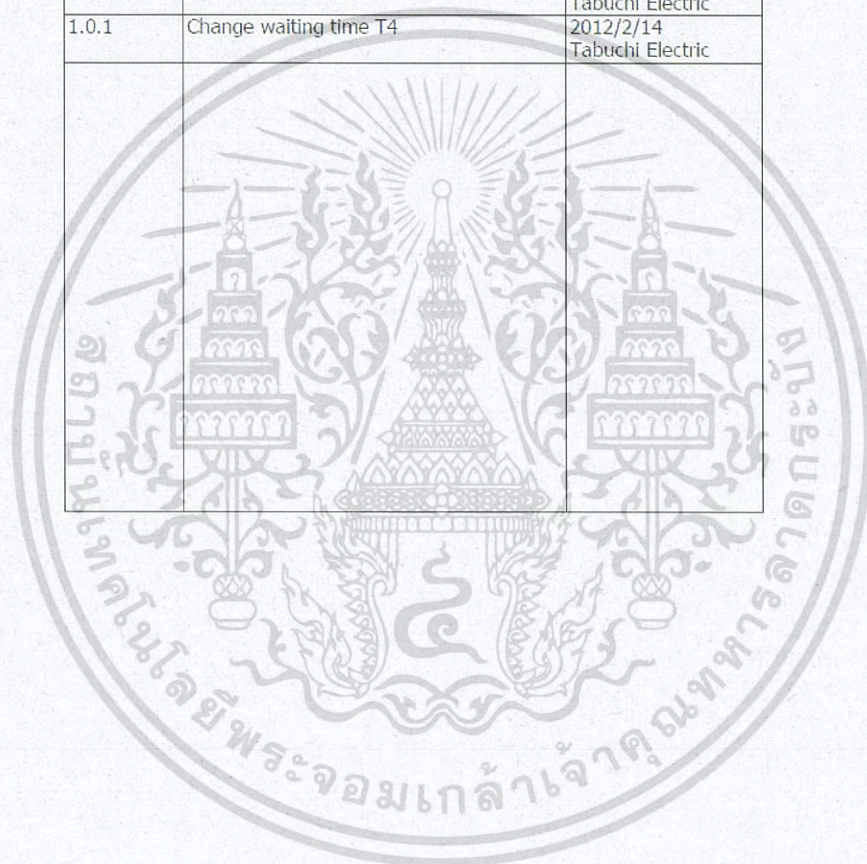 Tabuchi Electric
1.0.1 Change waiting time T4 2012/2/14
Tabuchi Electric
สถาบันเทคโนโลยีพระจอมเกล้าเจ้าคุณทหารลาดกระบัง
๔